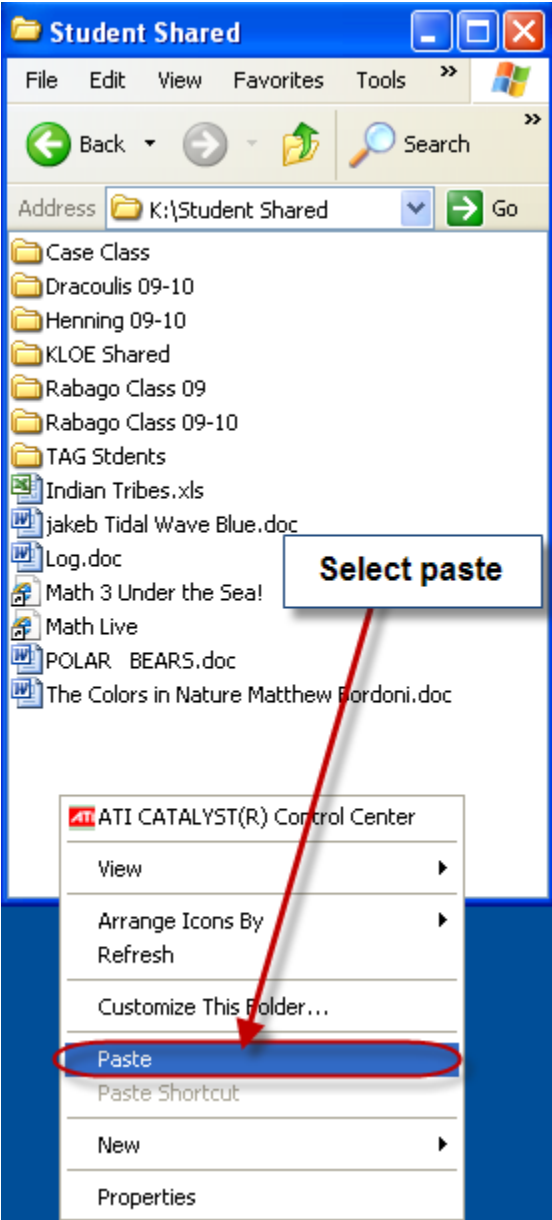 Student Shared
File Edit View Favorites Tools »
Back Search »
Address K:\Student Shared Go
Case Class
Dracoulis 09-10
Henning 09-10
KLOE Shared
Rabago Class 09
Rabago Class 09-10
TAG Stdents
Indian Tribes.xls
jakeb Tidal Wave Blue.doc
Log.doc
Select paste
Math 3 Under the Sea!
Math Live
POLAR   BEARS.doc
The Colors in Nature Matthew Bordoni.doc
ATI ATI CATALYST(R) Control Center
View
Arrange Icons By
Refresh
Customize This Folder...
Paste
Paste Shortcut
New
Properties